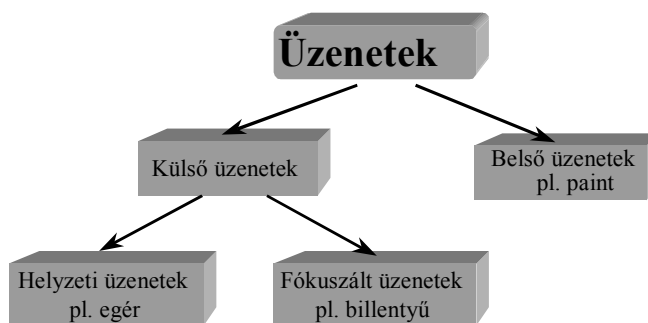 Üzenetek
Külső üzenetek
Belső üzenetek
pl. paint
Helyzeti üzenetek
pl. egér
Fókuszált üzenetek
pl. billentyű